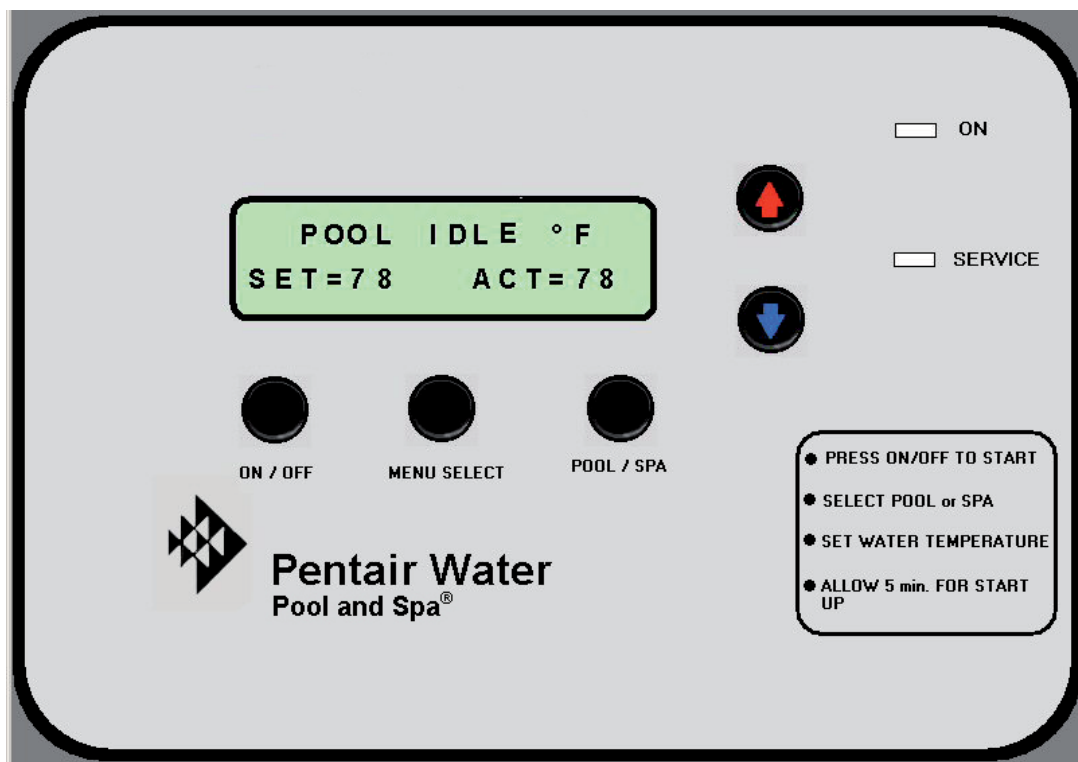 ON
POOL IDLE °F
SET=78 ACT=78
SERVICE
ON / OFF
MENU SELECT
POOL / SPA
PRESS ON/OFF TO START
SELECT POOL or SPA
SET WATER TEMPERATURE
ALLOW 5 min. FOR START
UP
Pentair Water
Pool and Spa®